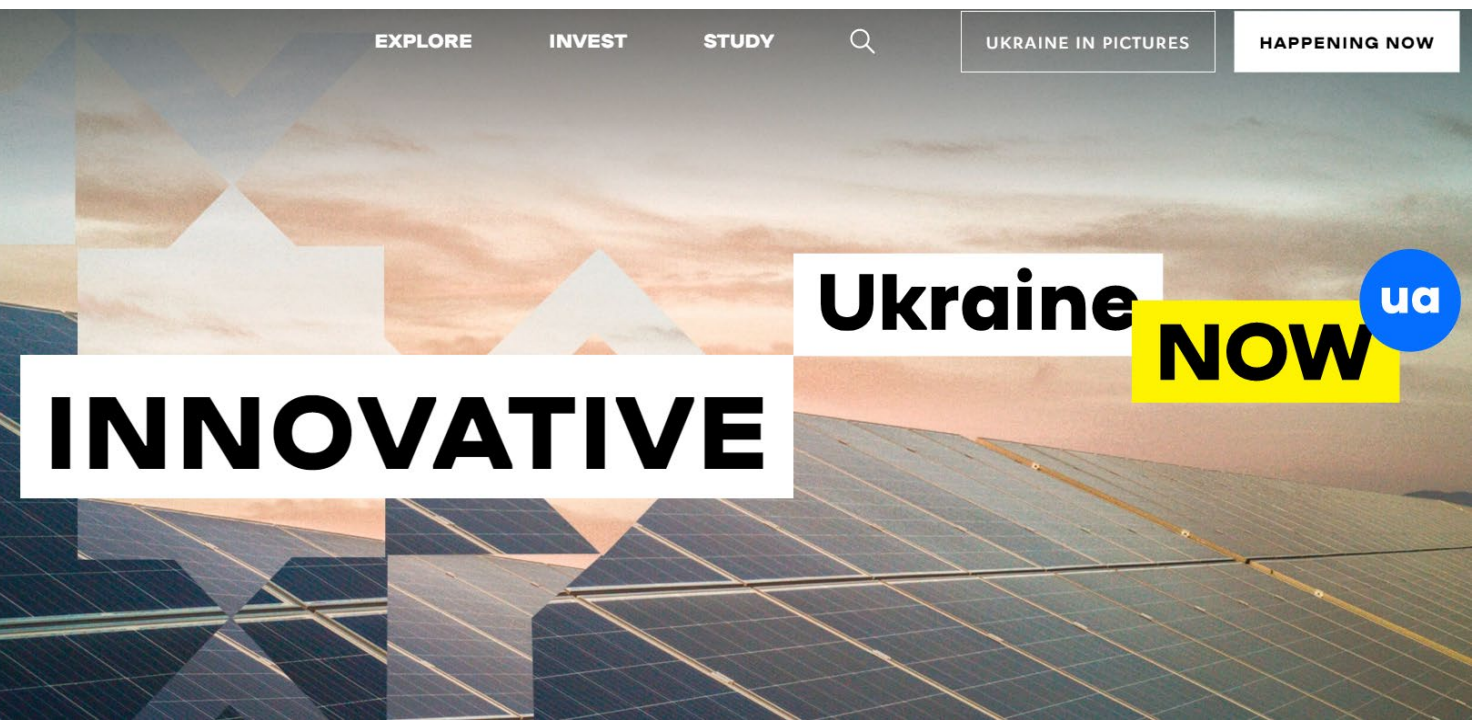 EXPLORE INVEST STUDY UKRAINE IN PICTURES HAPPENING NOW
Ukraine
NOW
ua
INNOVATIVE